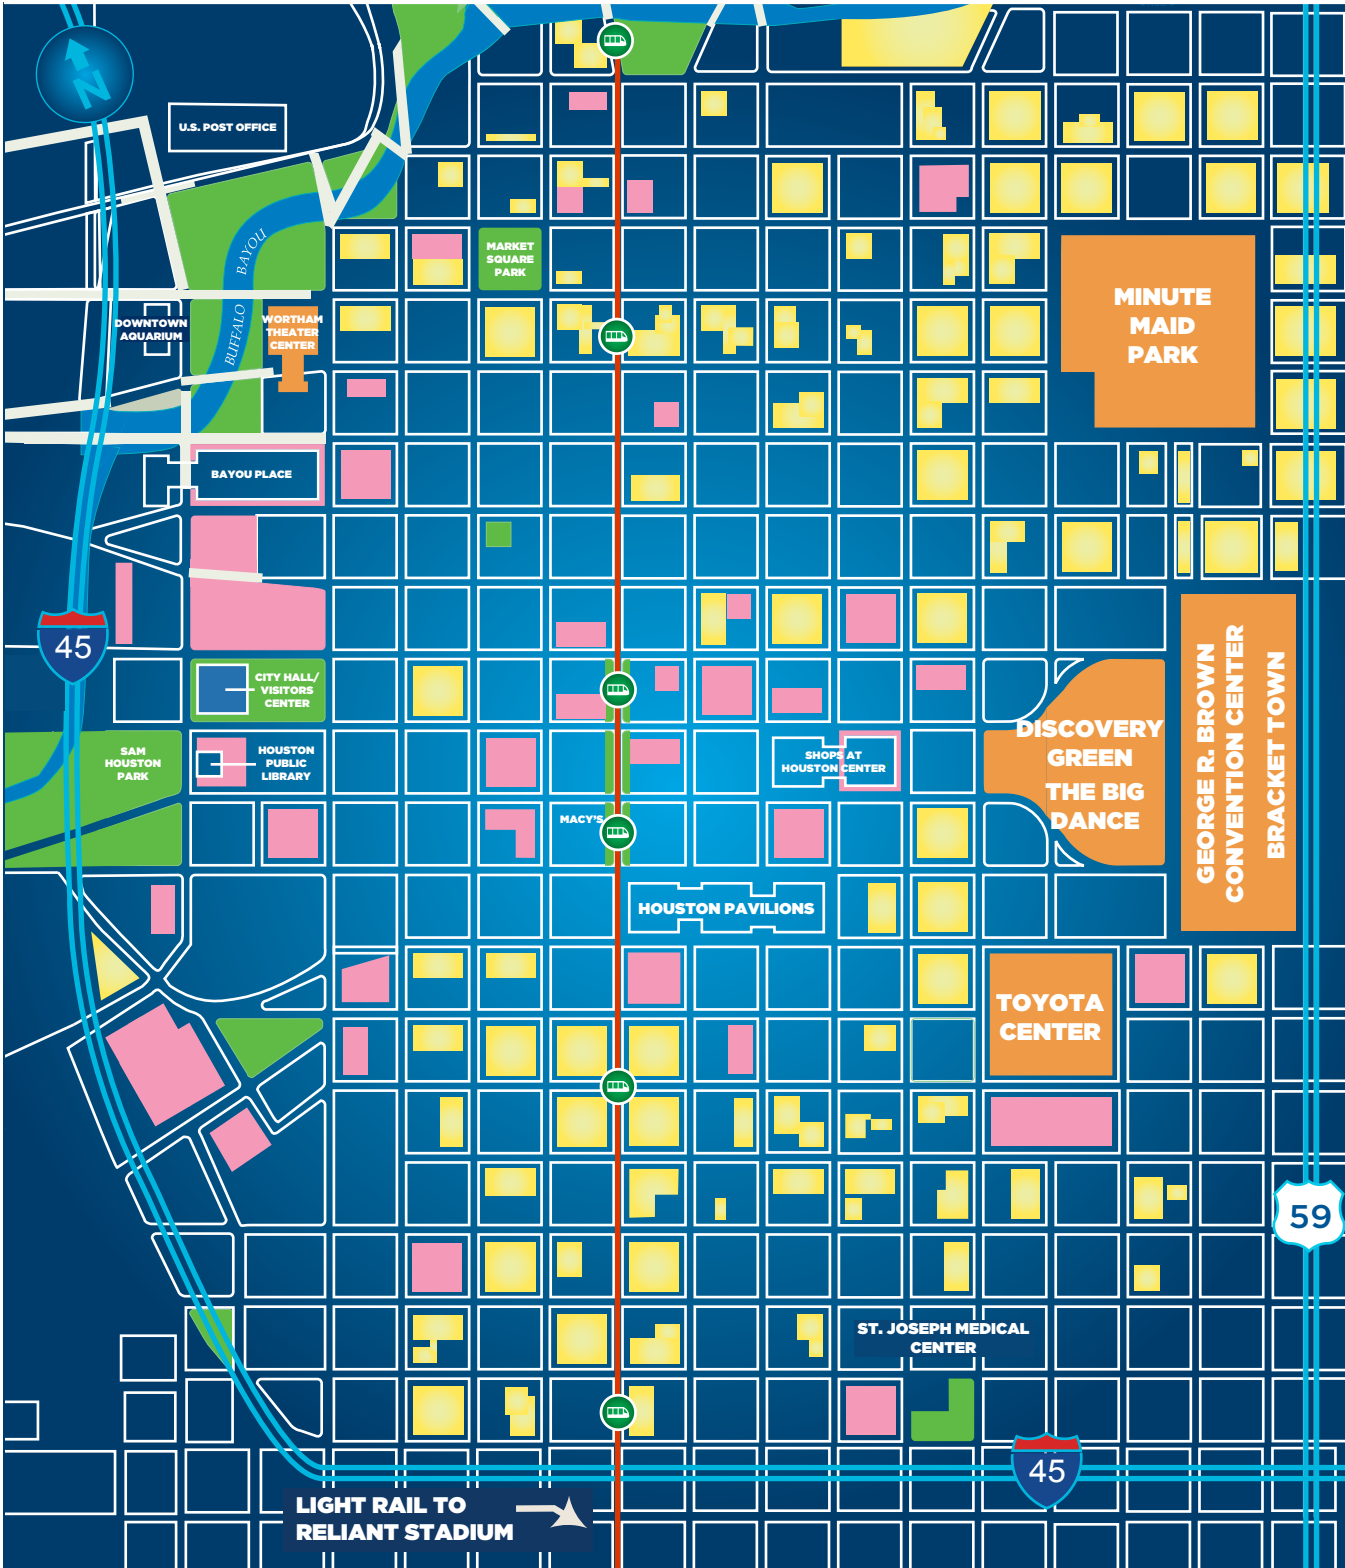 N
U.S. POST OFFICE
BAYOU
BUFFALO
MARKET
SQUARE
PARK
DOWNTOWN
AQUARIUM
WORTHAM
THEATER
CENTER
MINUTE
MAID
PARK
BAYOU PLACE
45
CITY HALL/
VISITORS
CENTER
SAM
HOUSTON
PARK
HOUSTON
PUBLIC
LIBRARY
SHOPS AT
HOUSTON CENTER
DISCOVERY
GREEN
THE BIG
DANCE
GEORGE R. BROWN
CONVENTION CENTER
BRACKET TOWN
MACY'S
HOUSTON PAVILIONS
TOYOTA
CENTER
59
ST. JOSEPH MEDICAL
CENTER
45
LIGHT RAIL TO
RELIANT STADIUM